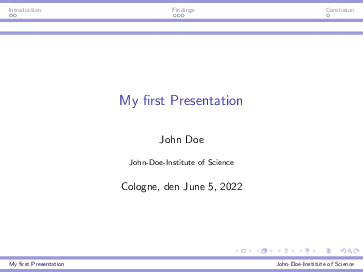 Introduction Findings Conclusion
My first Presentation
John Doe
John-Doe-Institute of Science
Cologne, den June 5, 2022
My first Presentation John-Doe-Institute of Science